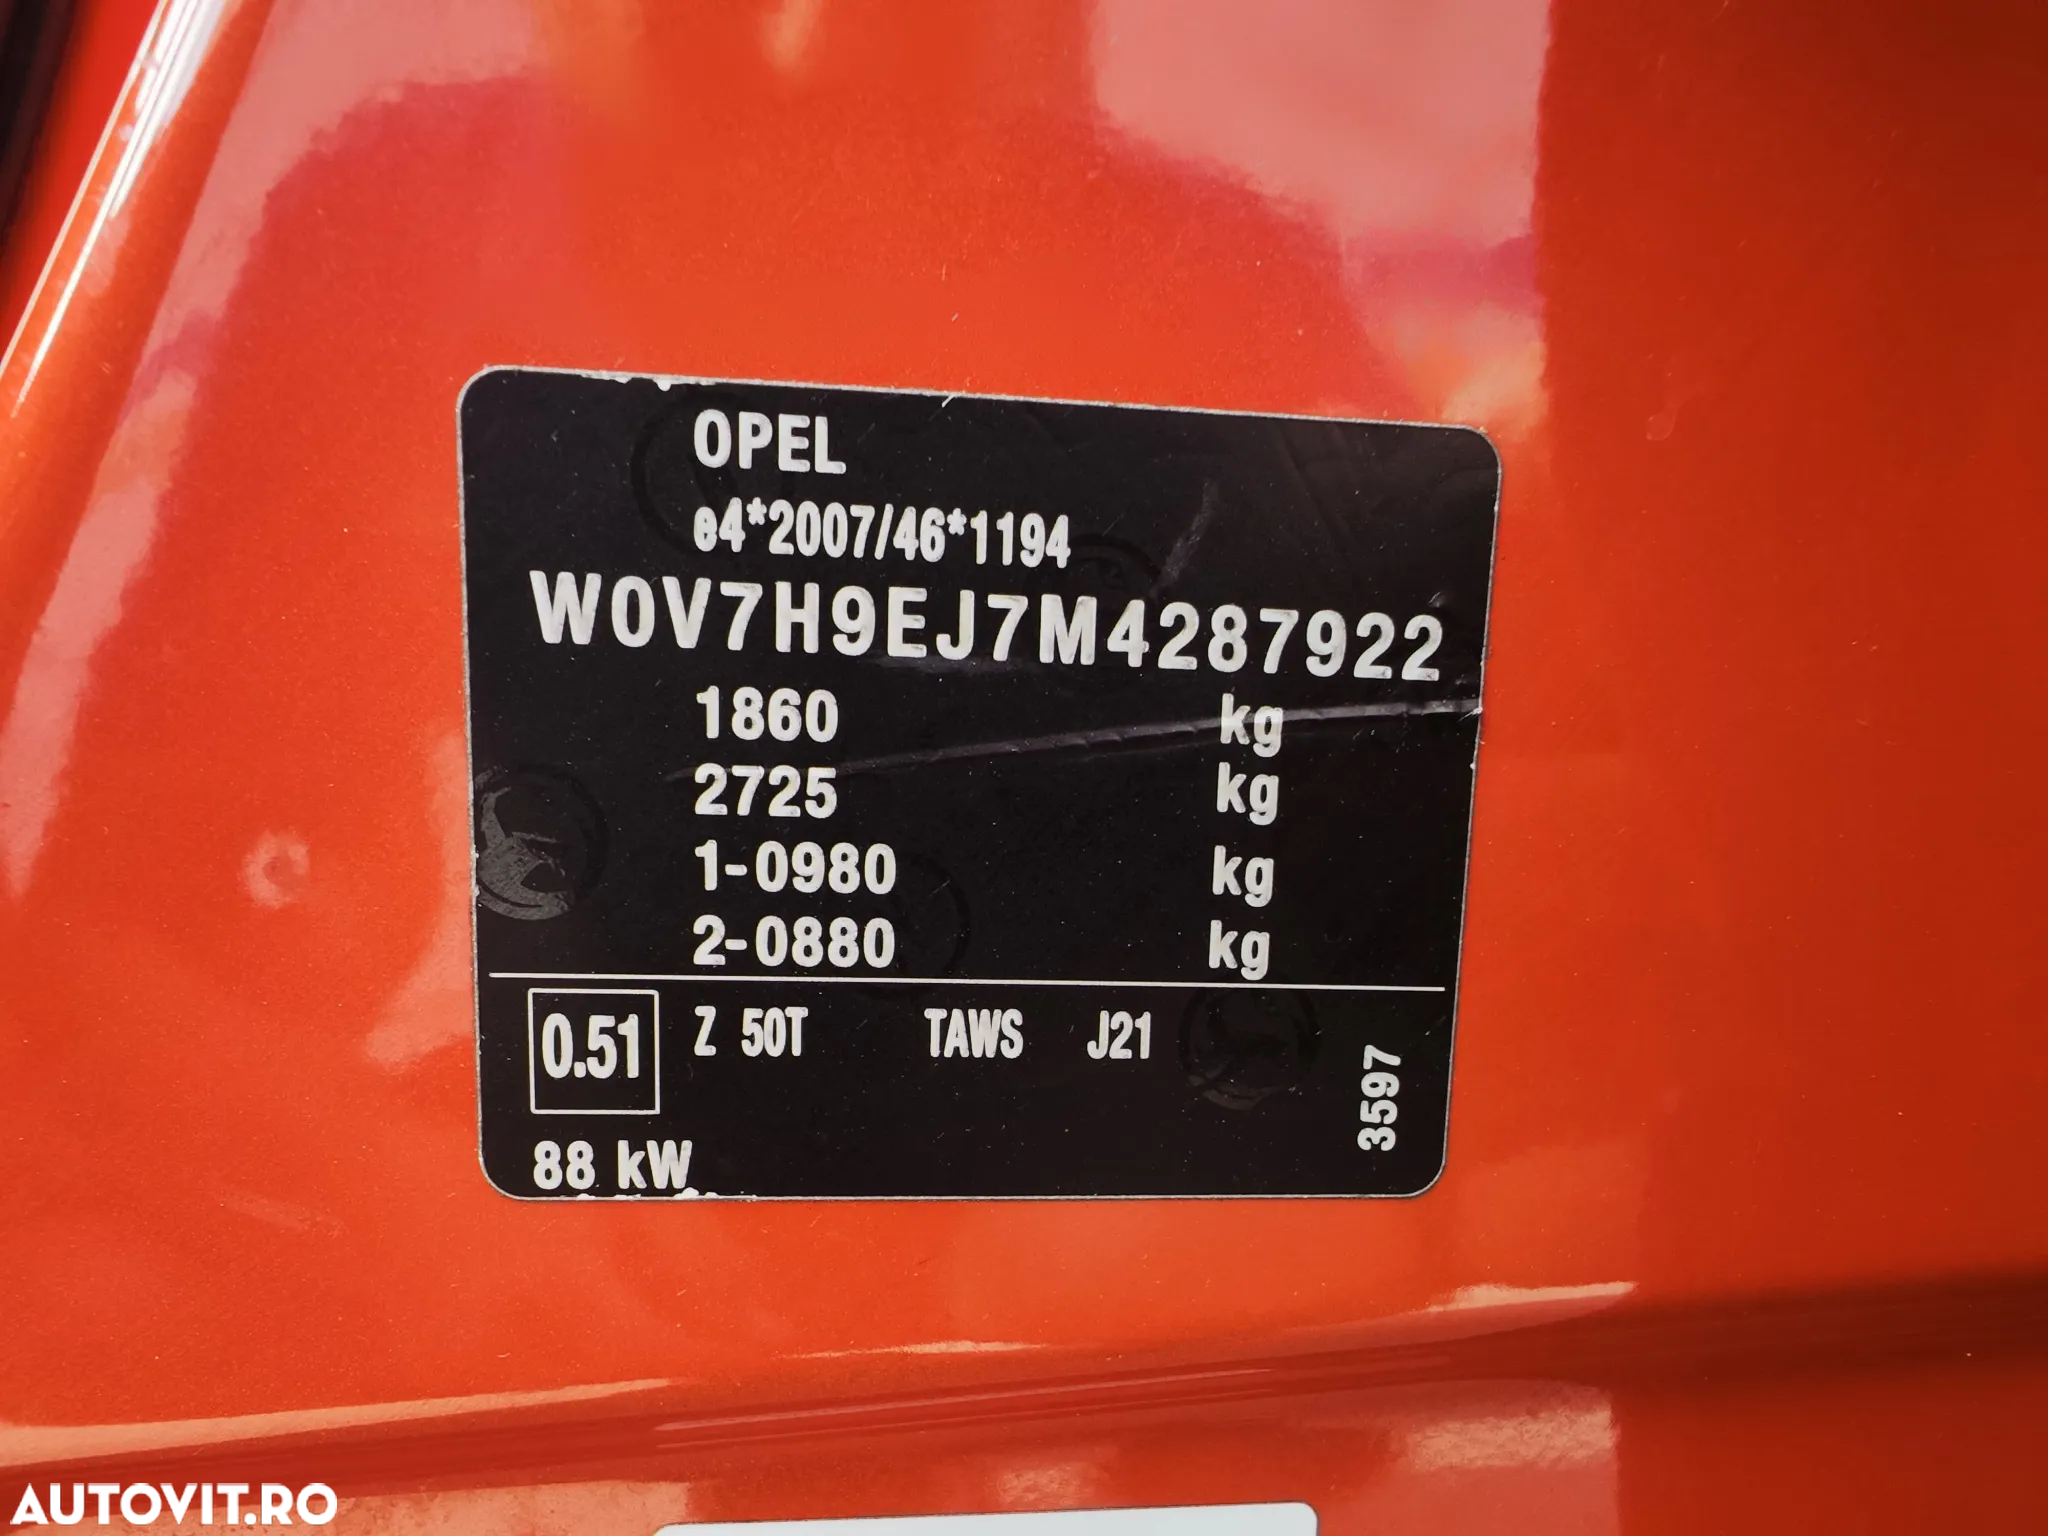 OPEL
e4*2007/46*1194
W0V7H9EJ7M4287922
1860 kg
2725 kg
1-0980 kg
2-0880 kg
0.51 Z 50T TAWS J21
3597
88 kW
AUTOVIT.RO